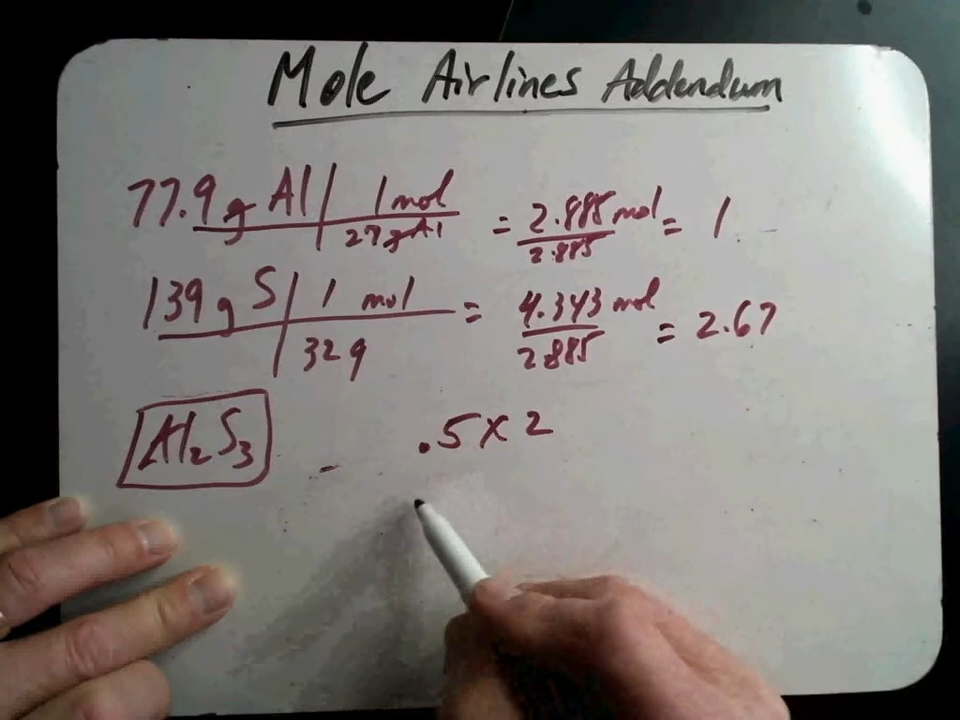 Mole Airlines Addendum
77.9 g Al | 1 mol = 2.885 mol = 1
27 g Al 2.885
139 g S | 1 mol = 4.343 mol = 2.67
32 g 2.885
Al₂S₃ .5 x 2